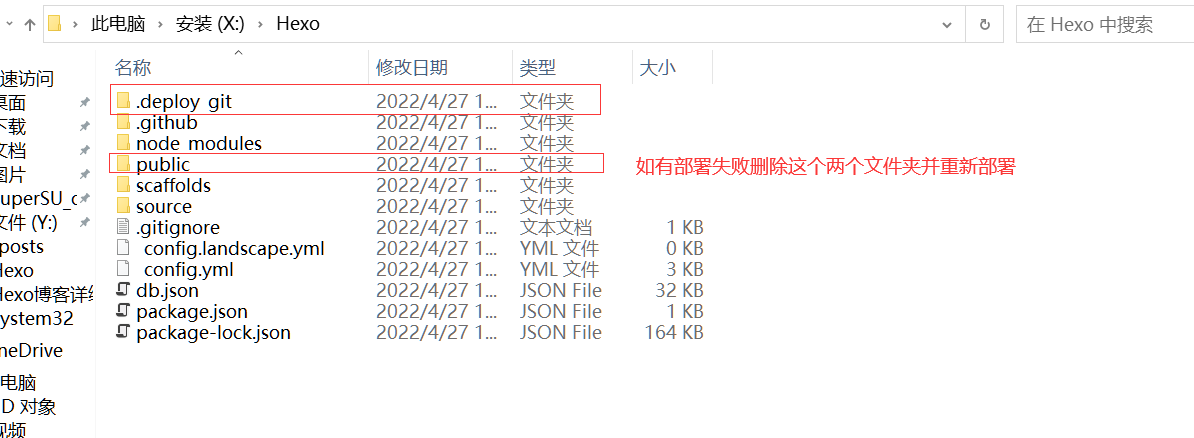 此电脑 › 安装 (X:) › Hexo
在 Hexo 中搜索
名称 修改日期 类型 大小
.deploy_git 2022/4/27 1... 文件夹
.github 2022/4/27 1... 文件夹
node_modules 2022/4/27 1... 文件夹
public 2022/4/27 1... 文件夹
如有部署失败删除这个两个文件夹并重新部署
scaffolds 2022/4/27 1... 文件夹
source 2022/4/27 1... 文件夹
.gitignore 2022/4/27 1... 文本文档 1 KB
_config.landscape.yml 2022/4/27 1... YML 文件 0 KB
_config.yml 2022/4/27 1... YML 文件 3 KB
db.json 2022/4/27 1... JSON File 32 KB
package.json 2022/4/27 1... JSON File 1 KB
package-lock.json 2022/4/27 1... JSON File 164 KB
速访问
桌面
下载
文档
图片
uperSU_
文件 (Y:)
posts
Hexo
Hexo博客详细
ystem32
neDrive
电脑
D 对象
视频